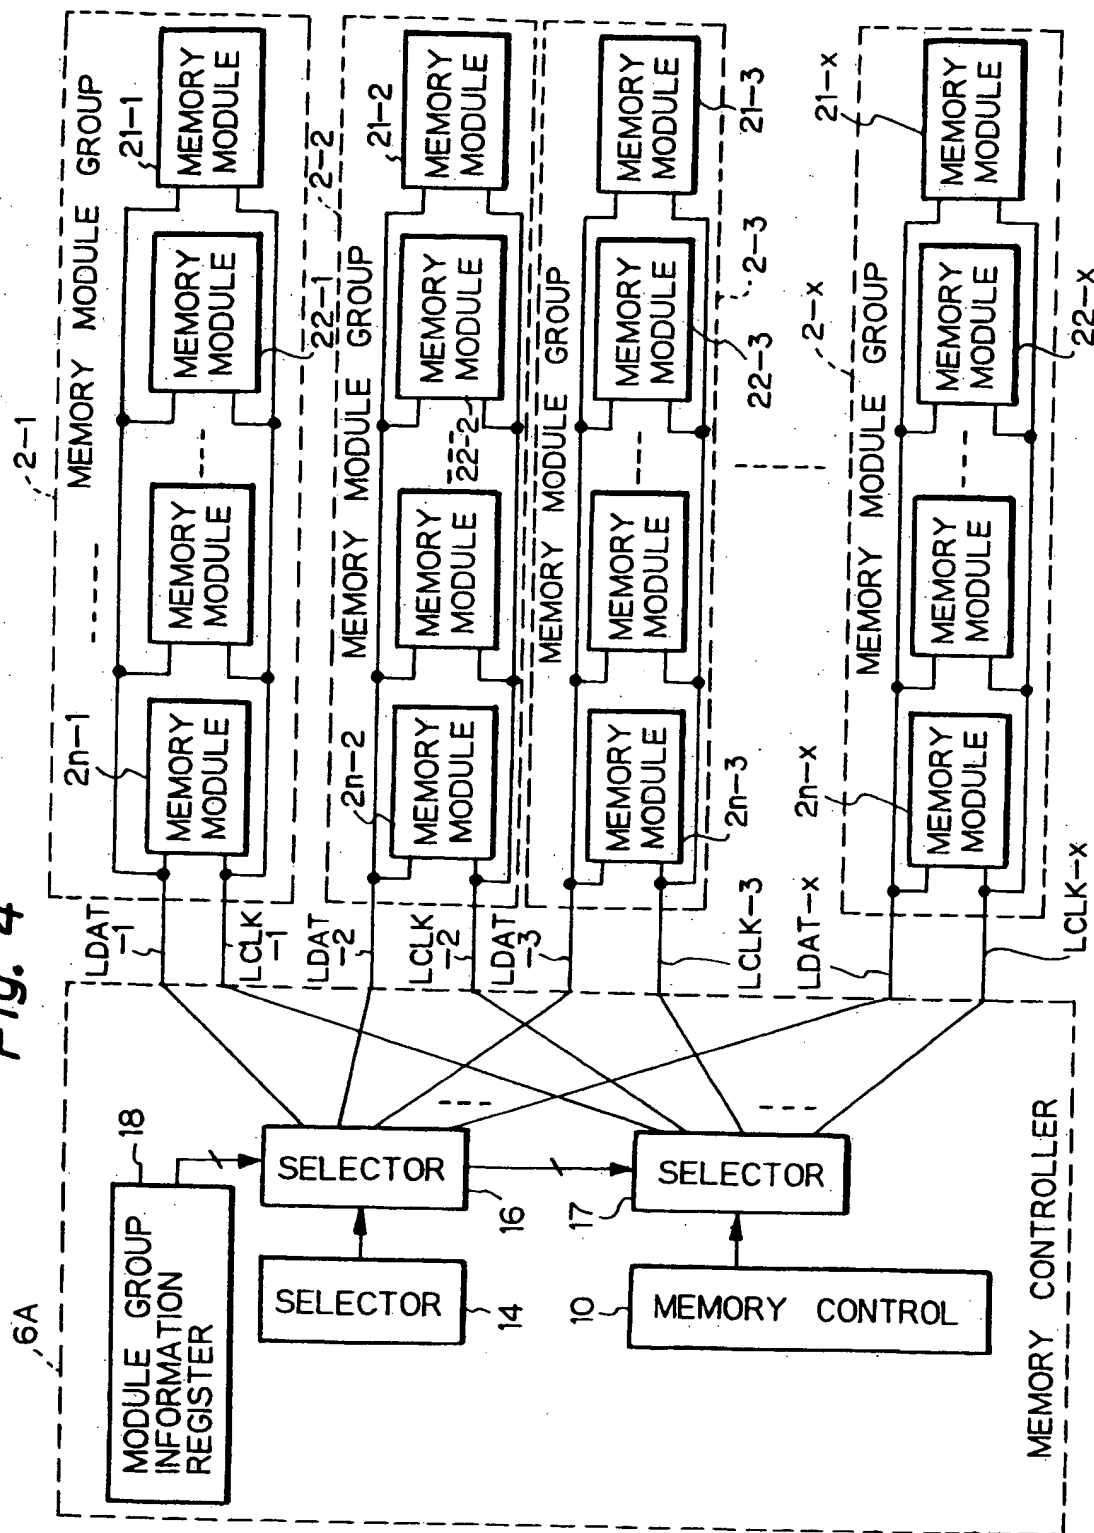 Fig. 4
2-1
MEMORY MODULE GROUP
2n-1
MEMORY
MODULE
MEMORY
MODULE
MEMORY
MODULE
22-1
MEMORY
MODULE
21-1
LDAT
-1
LCLK
-1
2-2
MEMORY MODULE GROUP
2n-2
MEMORY
MODULE
MEMORY
MODULE
22-2
MEMORY
MODULE
MEMORY
MODULE
21-2
LDAT
-2
LCLK
-2
MEMORY MODULE GROUP
2-3
MEMORY
MODULE
2n-3
MEMORY
MODULE
MEMORY
MODULE
22-3
MEMORY
MODULE
21-3
LDAT
-3
LCLK-3
2-x
MEMORY MODULE GROUP
2n-x
MEMORY
MODULE
MEMORY
MODULE
MEMORY
MODULE
22-x
MEMORY
MODULE
21-x
LDAT-x
LCLK-x
6A
MODULE GROUP
INFORMATION
REGISTER
18
SELECTOR
16
SELECTOR
14
SELECTOR
17
10
MEMORY CONTROL
MEMORY CONTROLLER